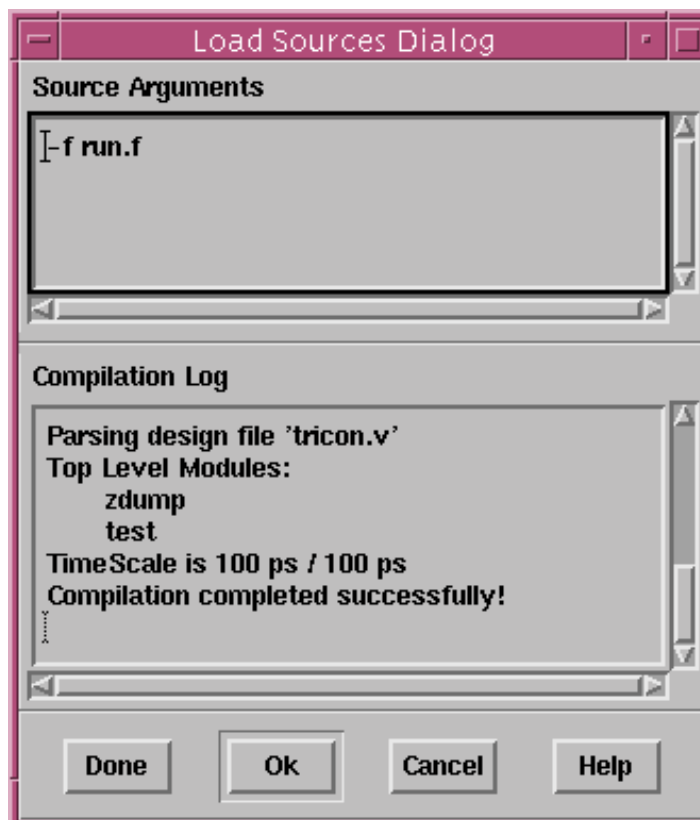 Load Sources Dialog
Source Arguments
-f run.f
Compilation Log
Parsing design file 'tricon.v'
Top Level Modules:
zdump
test
TimeScale is 100 ps / 100 ps
Compilation completed successfully!
Done Ok Cancel Help